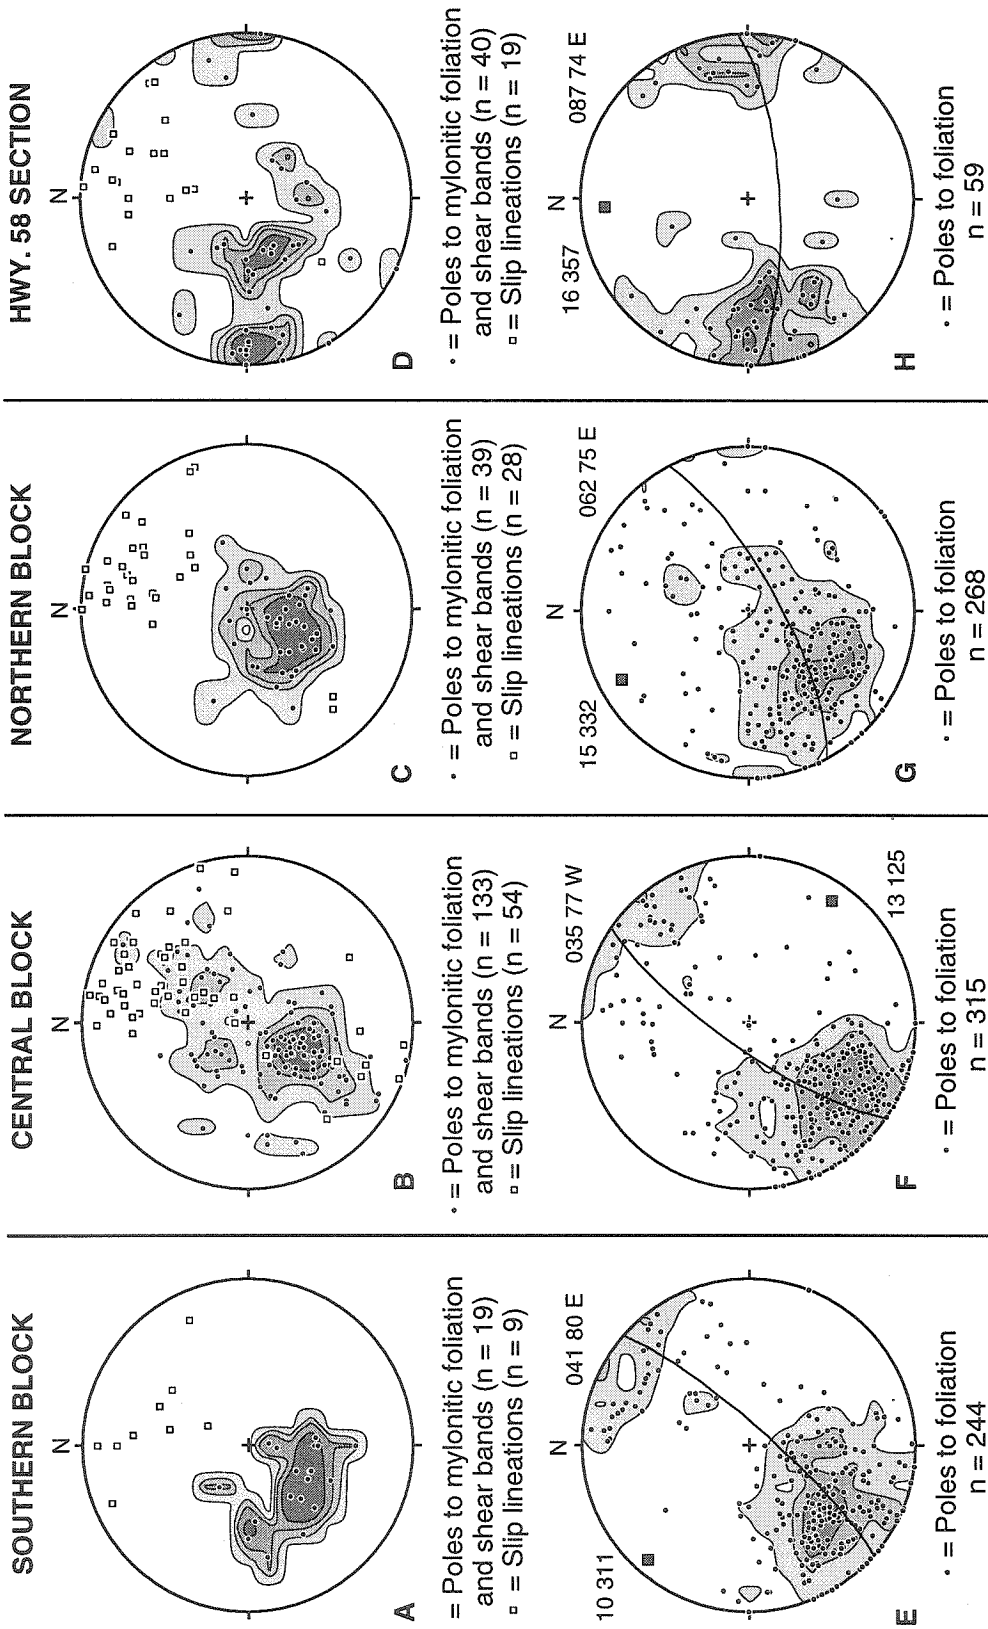 SOUTHERN BLOCK
N
A
= Poles to mylonitic foliation
and shear bands (n = 19)
= Slip lineations (n = 9)
10 311
N
041 80 E
E
= Poles to foliation
n = 244
CENTRAL BLOCK
N
B
= Poles to mylonitic foliation
and shear bands (n = 133)
= Slip lineations (n = 54)
N
035 77 W
13 125
F
= Poles to foliation
n = 315
NORTHERN BLOCK
N
C
= Poles to mylonitic foliation
and shear bands (n = 39)
= Slip lineations (n = 28)
15 332
N
062 75 E
G
= Poles to foliation
n = 268
HWY. 58 SECTION
N
D
= Poles to mylonitic foliation
and shear bands (n = 40)
= Slip lineations (n = 19)
16 357
N
087 74 E
H
= Poles to foliation
n = 59